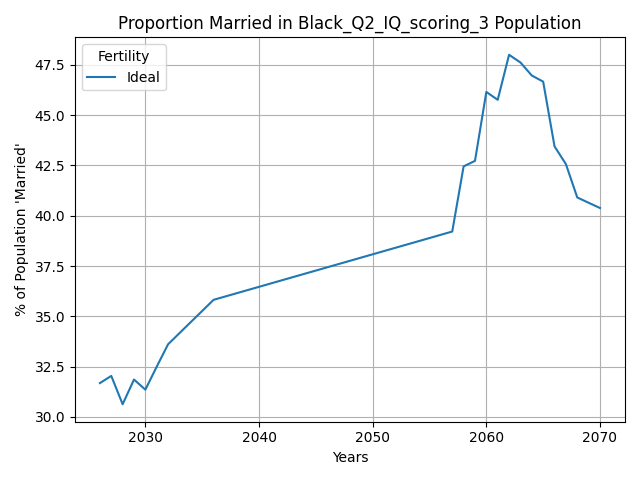 Proportion Married in Black_Q2_IQ_scoring_3 Population
Fertility
Ideal
% of Population 'Married'
47.5
45.0
42.5
40.0
37.5
35.0
32.5
30.0
2030 2040 2050 2060 2070
Years